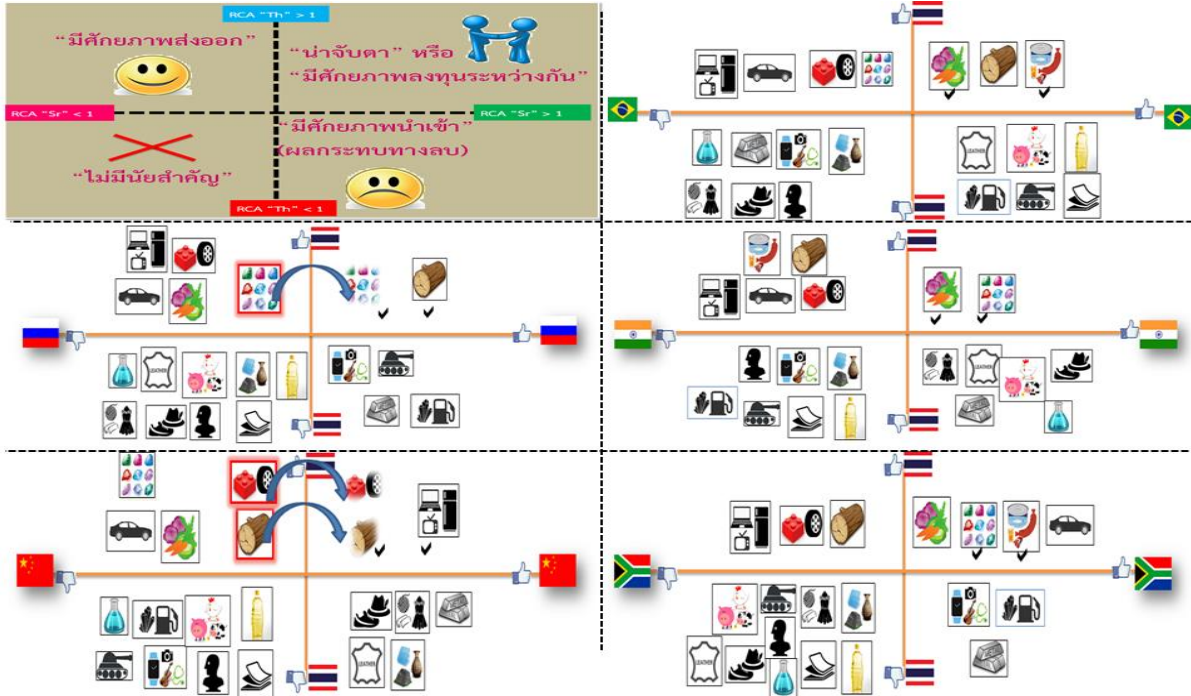 RCA "Th" > 1
"มีศักยภาพส่งออก"
"น่าจับตา" หรือ
"มีศักยภาพลงทุนระหว่างกัน"
RCA "Sr" < 1
RCA "Sr" > 1
"มีศักยภาพนำเข้า"
(ผลกระทบทางลบ)
"ไม่มีนัยสำคัญ"
RCA "Th" < 1
LEATHER
LEATHER
LEATHER
LEATHER
LEATHER